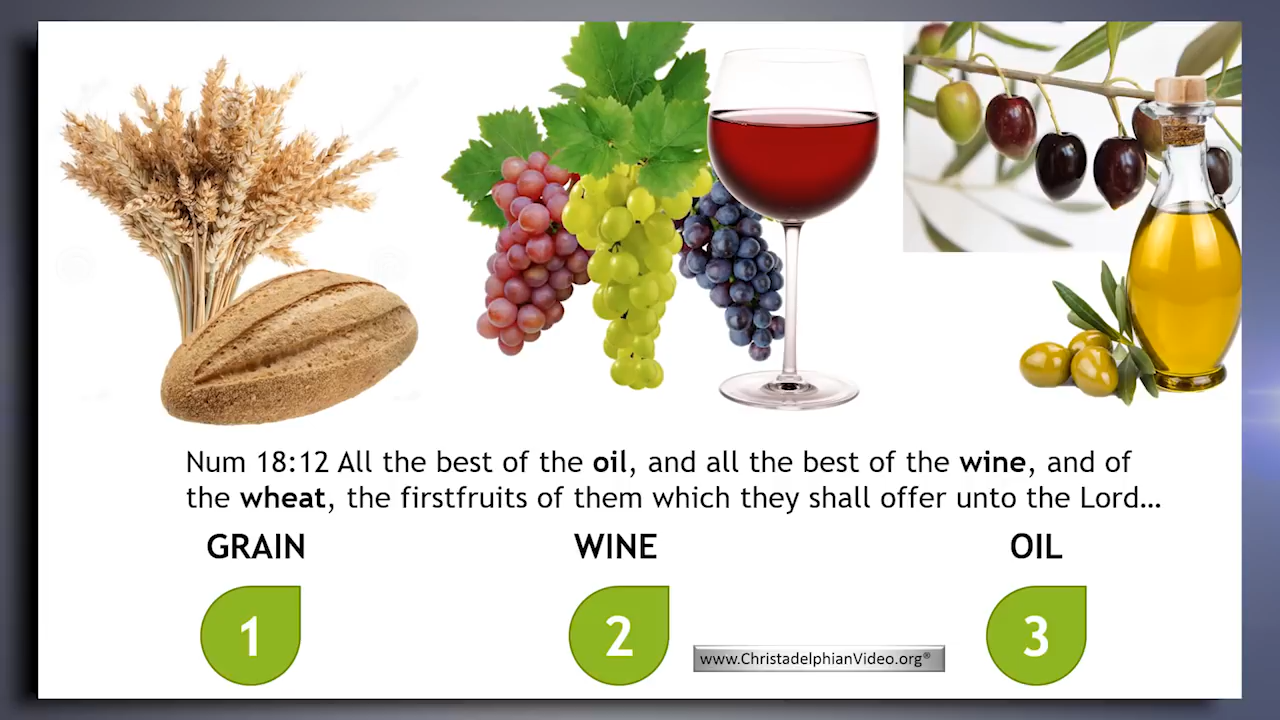 Num 18:12 All the best of the oil, and all the best of the wine, and of
the wheat, the firstfruits of them which they shall offer unto the Lord…
GRAIN
WINE
OIL
1
2
3
www.ChristadelphianVideo.org®